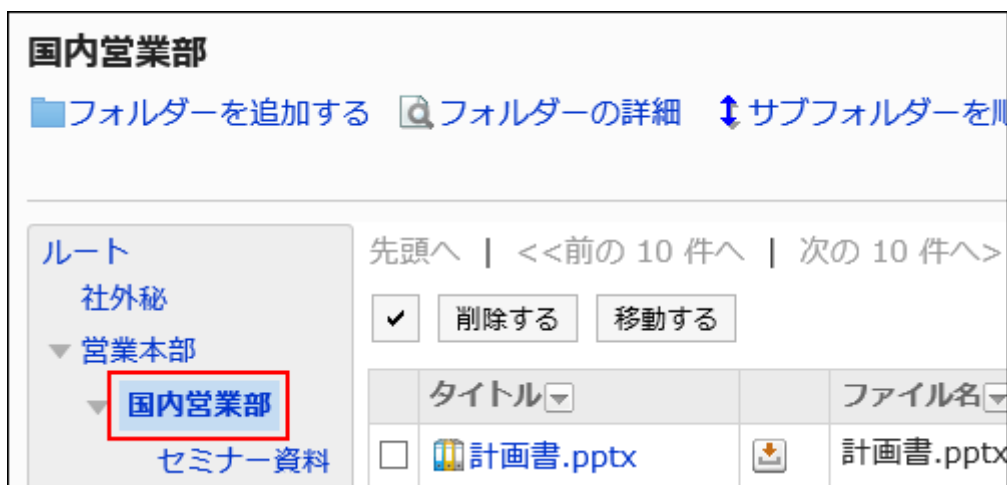 国内営業部
フォルダーを追加する フォルダーの詳細 サブフォルダーを
ルート
社外秘
営業本部
国内営業部
セミナー資料
先頭へ | <<前の 10 件へ | 次の 10 件へ>
削除する 移動する
タイトル ファイル名
計画書.pptx 計画書.pptx